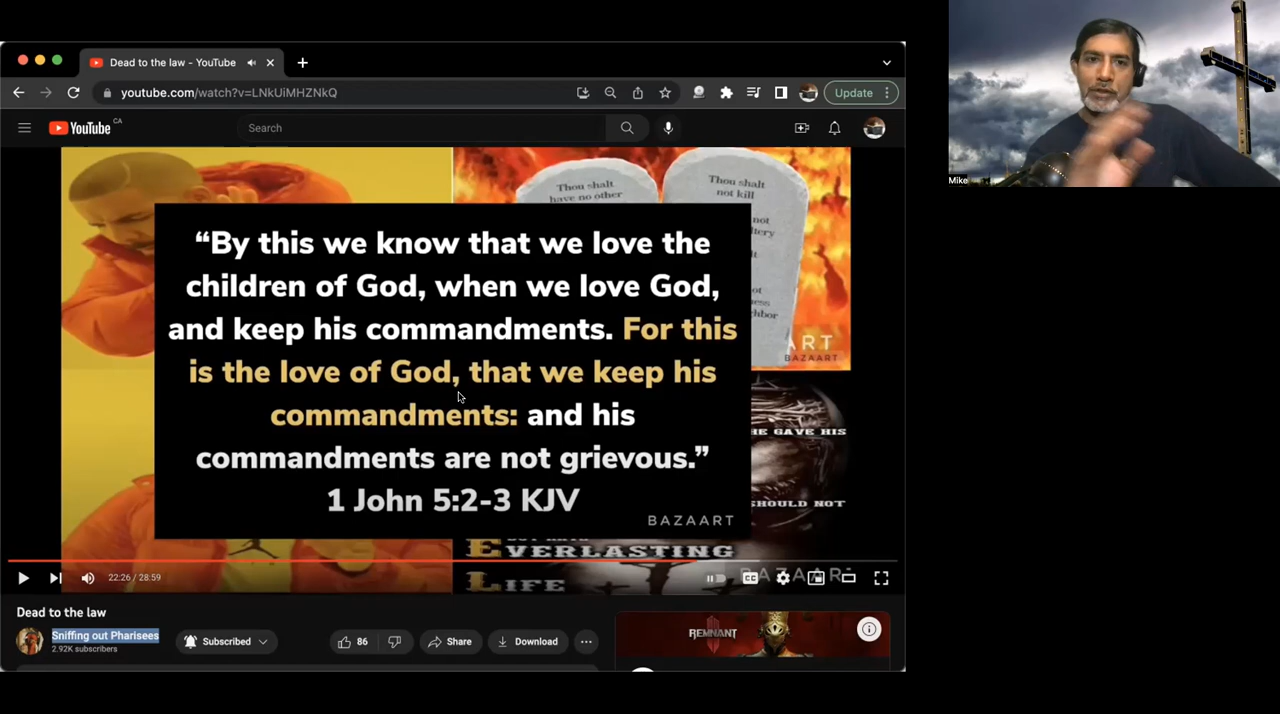 Dead to the law - YouTube
youtube.com/watch?v=LNkUiMHZNkQ
Update
YouTube CA
Search
Thou shalt
have no other
Thou shalt
not kill
“By this we know that we love the
children of God, when we love God,
and keep his commandments. For this
is the love of God, that we keep his
commandments: and his
commandments are not grievous.”
1 John 5:2-3 KJV
BAZAART
BAZAART
GAVE HIS
SHOULD NOT
EVERLASTING
LIFE
BAZAART
22:26 / 28:59
CC
Dead to the law
Sniffing out Pharisees
2.92K subscribers
Subscribed
86
Share
Download
REMNANT
Mike